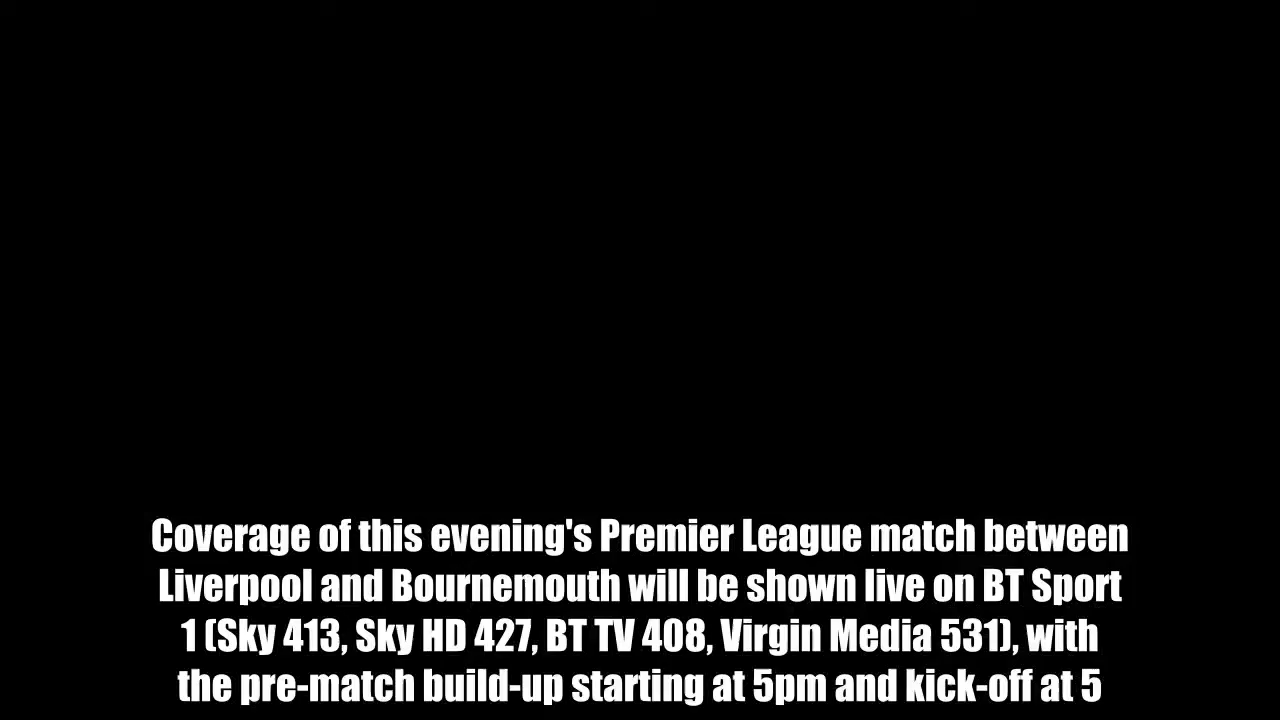 Coverage of this evening's Premier League match between
Liverpool and Bournemouth will be shown live on BT Sport
1 (Sky 413, Sky HD 427, BT TV 408, Virgin Media 531), with
the pre-match build-up starting at 5pm and kick-off at 5